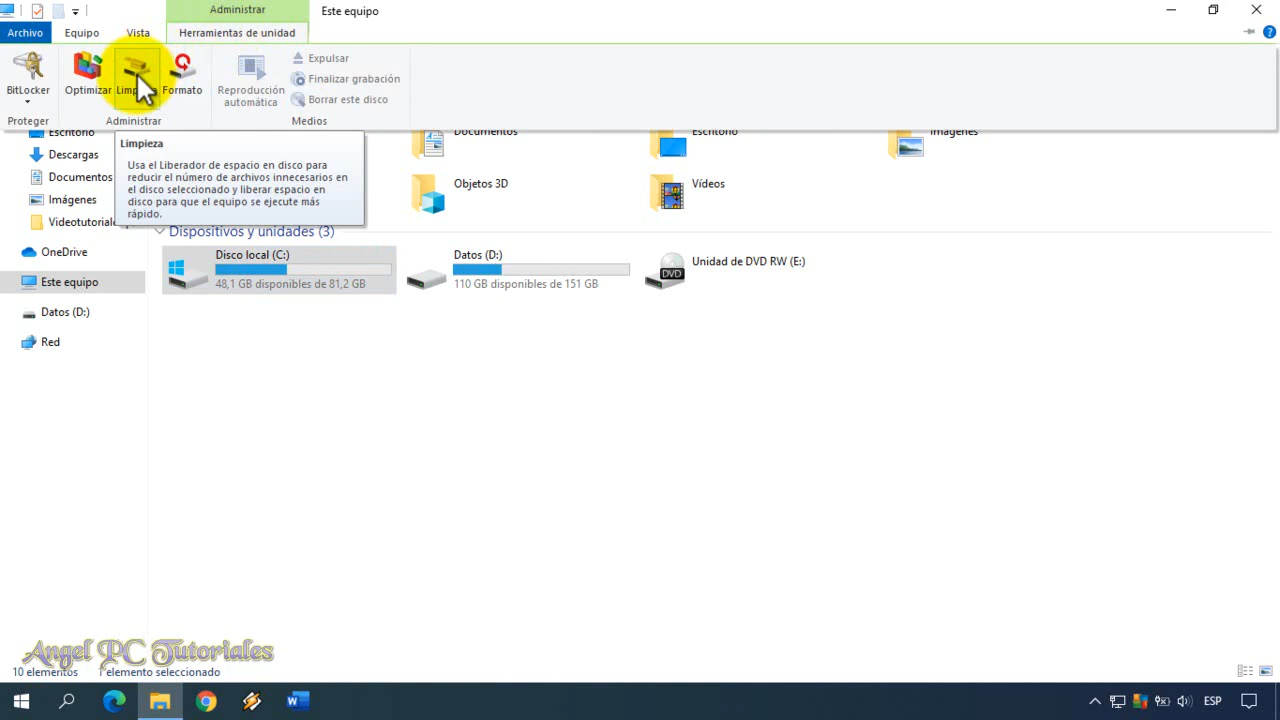 Administrar
Este equipo
Archivo
Equipo
Vista
Herramientas de unidad
BitLocker
Optimizar
Formato
Reproducción
automática
Expulsar
Finalizar grabación
Borrar este disco
Proteger
Administrar
Medios
Limpieza
Usa el Liberador de espacio en disco para
reducir el número de archivos innecesarios en
el disco seleccionado y liberar espacio en
disco para que el equipo se ejecute más
rápido.
Escritorio
Descargas
Documentos
Imágenes
Videotutoriale
OneDrive
Este equipo
Datos (D:)
Red
Documentos
Escritorio
Imágenes
Objetos 3D
Vídeos
Dispositivos y unidades (3)
Disco local (C:)
48,1 GB disponibles de 81,2 GB
Datos (D:)
110 GB disponibles de 151 GB
DVD
Unidad de DVD RW (E:)
Angel PC Tutoriales
10 elementos
1 elemento seleccionado
ESP